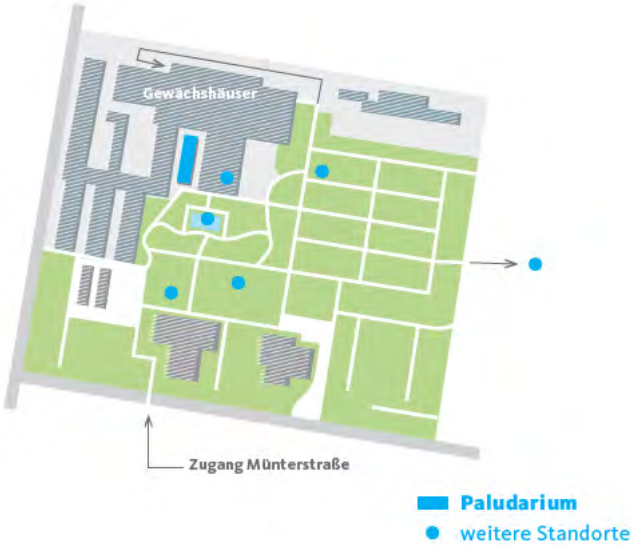 Gewächshäuser
Zugang Münterstraße
Paludarium
weitere Standorte